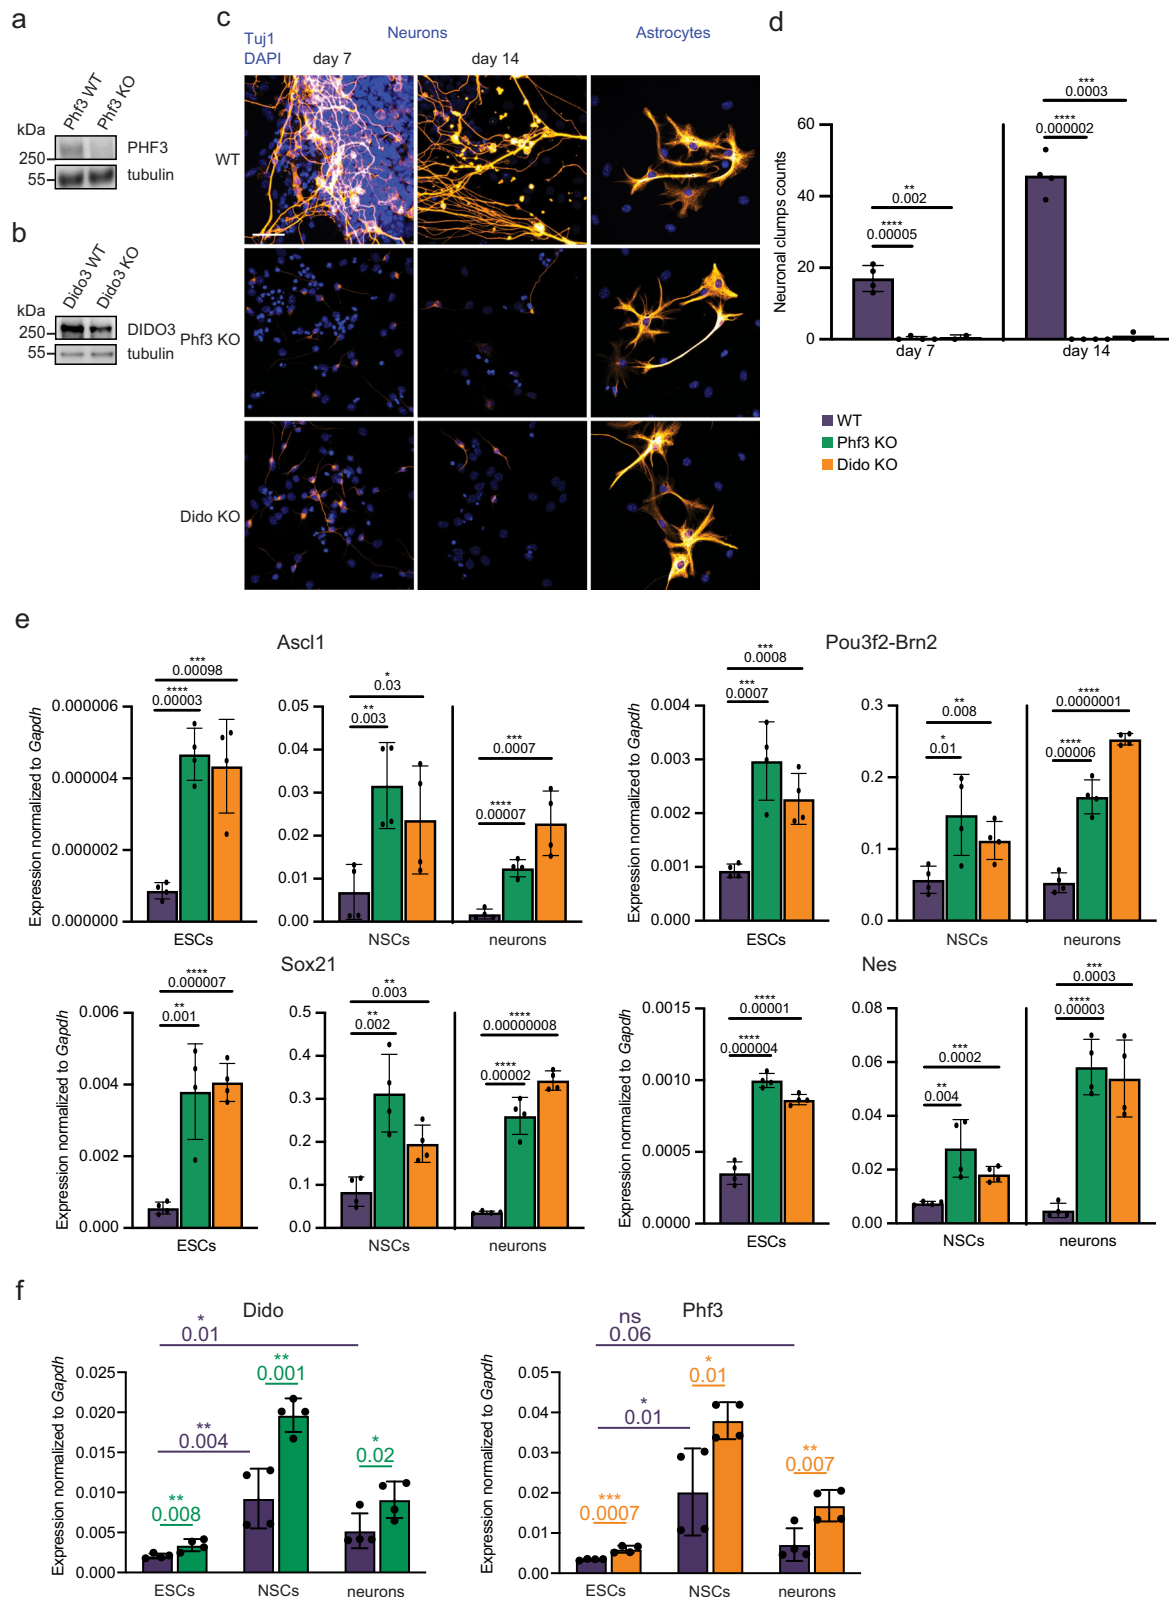 a
Phf3 WT
Phf3 KO
kDa
250
PHF3
55
tubulin
b
Dido3 WT
Dido3 KO
kDa
250
DIDO3
55
tubulin
c
Tuj1
DAPI
Neurons
Astrocytes
day 7
day 14
WT
Phf3 KO
Dido KO
d
Neuronal clumps counts
60
40
20
0
****
0.00005
**
0.002
****
0.000002
***
0.0003
day 7
day 14
WT
Phf3 KO
Dido KO
e
Ascl1
Expression normalized to Gapdh
0.000006
0.000004
0.000002
0.000000
***
0.00098
****
0.00003
ESCs
0.05
0.04
0.03
0.02
0.01
0.00
*
0.03
**
0.003
NSCs
***
0.0007
****
0.00007
neurons
Pou3f2-Brn2
Expression normalized to Gapdh
0.004
0.003
0.002
0.001
0.000
***
0.0008
***
0.0007
ESCs
0.3
0.2
0.1
0.0
**
0.008
*
0.01
NSCs
****
0.0000001
****
0.00006
neurons
Sox21
Expression normalized to Gapdh
0.006
0.004
0.002
0.000
****
0.000007
**
0.001
ESCs
0.5
0.4
0.3
0.2
0.1
0.0
**
0.003
**
0.002
NSCs
****
0.00000008
****
0.00002
neurons
Nes
Expression normalized to Gapdh
0.0015
0.0010
0.0005
0.0000
****
0.00001
****
0.000004
ESCs
0.08
0.06
0.04
0.02
0.00
***
0.0002
**
0.004
NSCs
***
0.0003
****
0.00003
neurons
f
Dido
Expression normalized to Gapdh
0.025
0.020
0.015
0.010
0.005
0.000
*
0.01
**
0.004
**
0.008
**
0.001
*
0.02
ESCs
NSCs
neurons
Phf3
Expression normalized to Gapdh
0.05
0.04
0.03
0.02
0.01
0.00
ns
0.06
*
0.01
***
0.0007
*
0.01
**
0.007
ESCs
NSCs
neurons